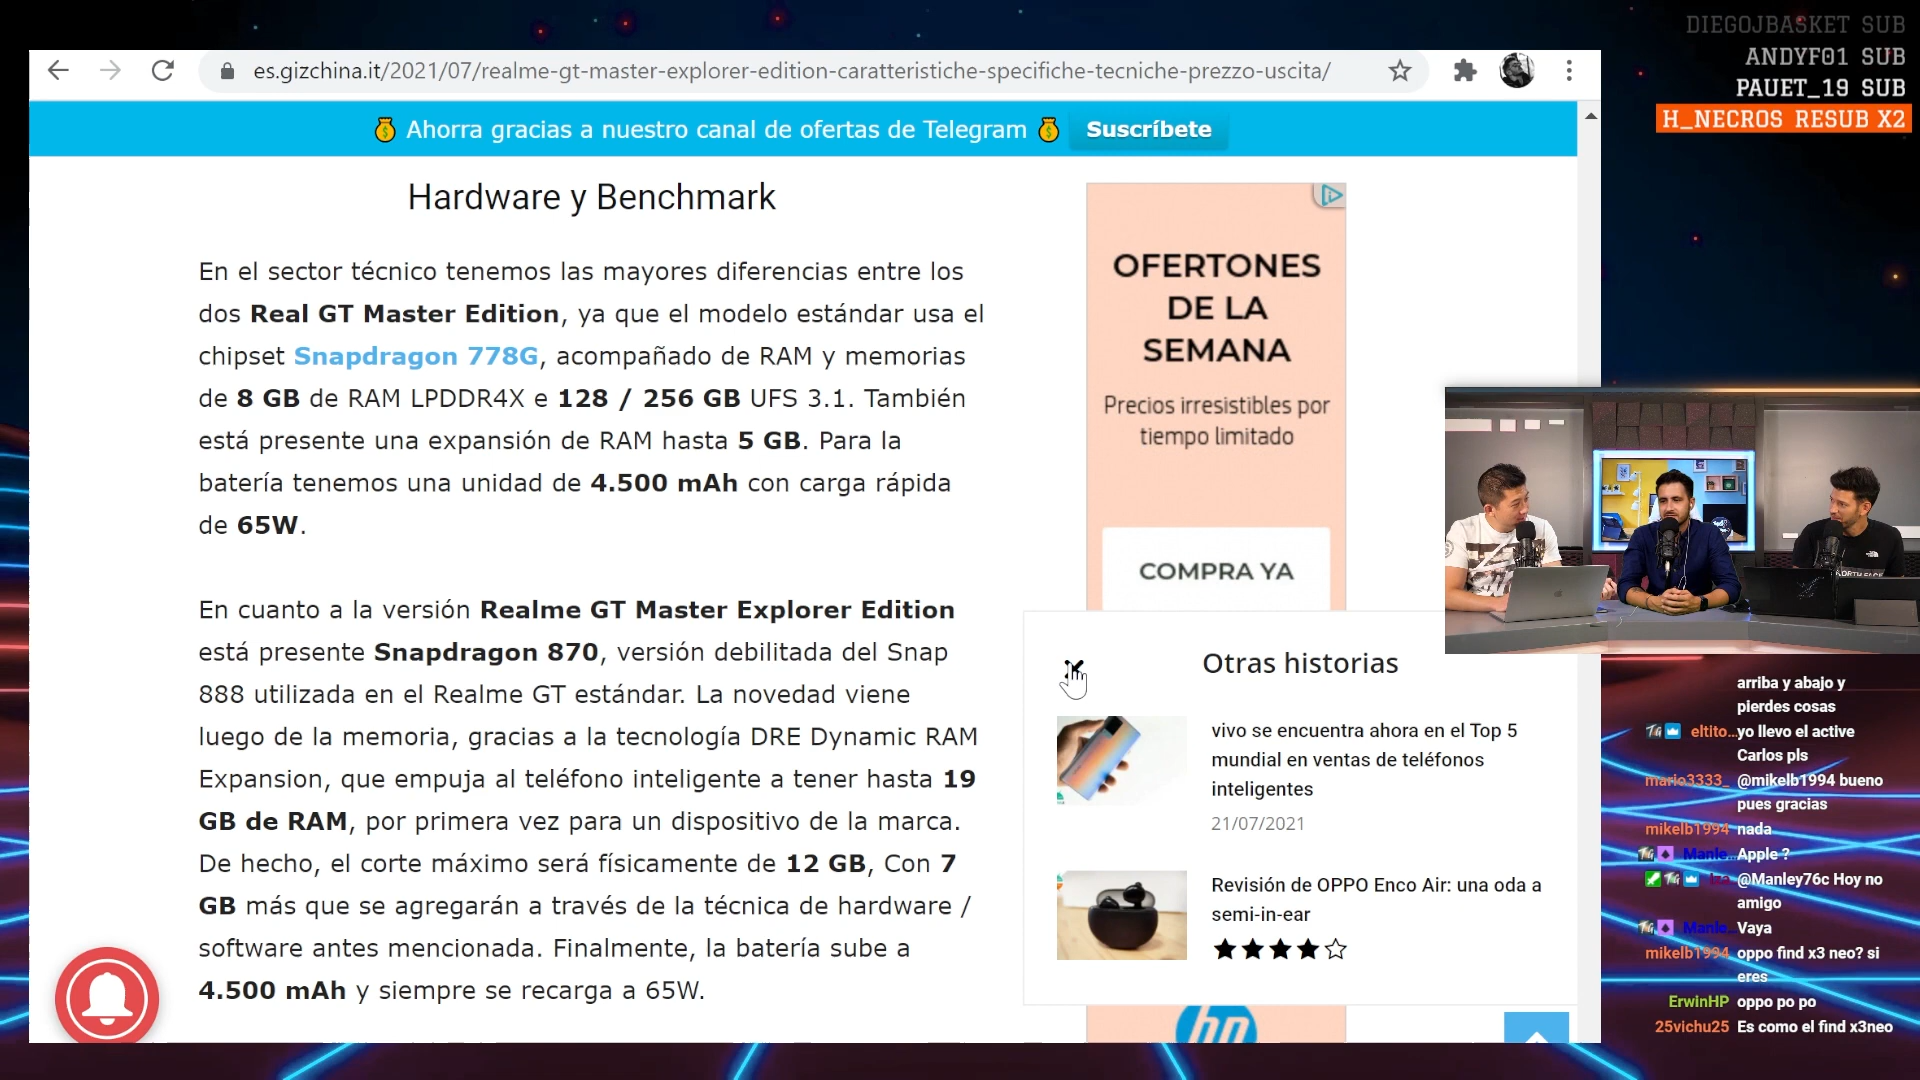 DIEGOJBASKET SUB
ANDYF01 SUB
PAUET_19 SUB
H_NECROS RESUB X2
es.gizchina.it/2021/07/realme-gt-master-explorer-edition-caratteristiche-specifiche-tecniche-prezzo-uscita/
Ahorra gracias a nuestro canal de ofertas de Telegram
Suscríbete
Hardware y Benchmark
En el sector técnico tenemos las mayores diferencias entre los
dos Real GT Master Edition, ya que el modelo estándar usa el
chipset Snapdragon 778G, acompañado de RAM y memorias
de 8 GB de RAM LPDDR4X e 128 / 256 GB UFS 3.1. También
está presente una expansión de RAM hasta 5 GB. Para la
batería tenemos una unidad de 4.500 mAh con carga rápida
de 65W.
En cuanto a la versión Realme GT Master Explorer Edition
está presente Snapdragon 870, versión debilitada del Snap
888 utilizada en el Realme GT estándar. La novedad viene
luego de la memoria, gracias a la tecnología DRE Dynamic RAM
Expansion, que empuja al teléfono inteligente a tener hasta 19
GB de RAM, por primera vez para un dispositivo de la marca.
De hecho, el corte máximo será físicamente de 12 GB, Con 7
GB más que se agregarán a través de la técnica de hardware /
software antes mencionada. Finalmente, la batería sube a
4.500 mAh y siempre se recarga a 65W.
OFERTONES
DE LA
SEMANA
Precios irresistibles por
tiempo limitado
COMPRA YA
Otras historias
vivo se encuentra ahora en el Top 5
mundial en ventas de teléfonos
inteligentes
21/07/2021
Revisión de OPPO Enco Air: una oda a
semi-in-ear
hp
arriba y abajo y
pierdes cosas
eltito... yo llevo el active
Carlos pls
mario3333_ @mikelb1994 bueno
pues gracias
mikelb1994 nada
Manle... Apple ?
@Manley76c Hoy no
amigo
Manle... Vaya
mikelb1994 oppo find x3 neo? si
eres
ErwinHP oppo po po
25vichu25 Es como el find x3neo